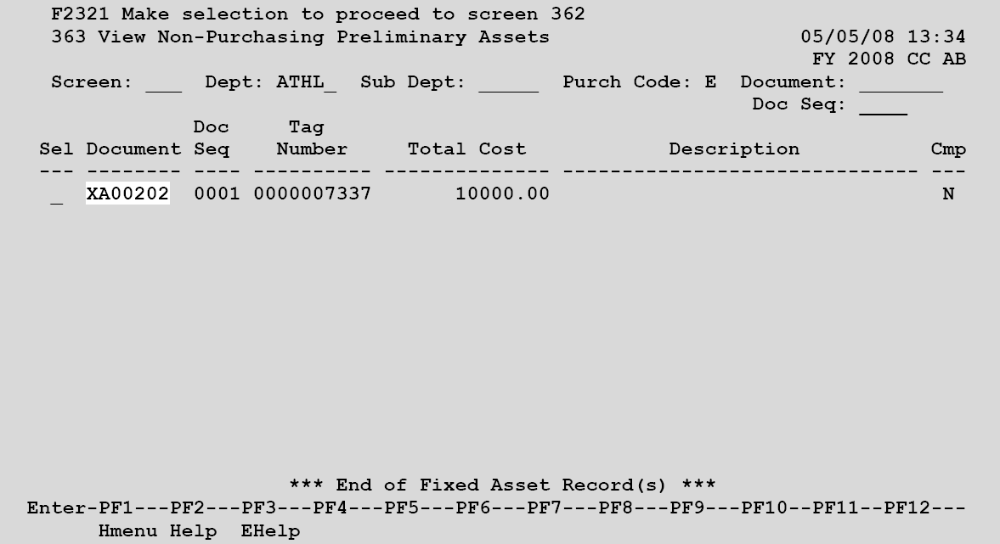 F2321 Make selection to proceed to screen 362
363 View Non-Purchasing Preliminary Assets 05/05/08 13:34
FY 2008 CC AB
Screen: ___ Dept: ATHL_ Sub Dept: _____ Purch Code: E Document: _______
Doc Seq: ____
Doc Tag
Sel Document Seq Number Total Cost Description Cmp
--- -------- ---- ---------- -------------- ------------------------------ ---
_ XA00202 0001 0000007337 10000.00 N
*** End of Fixed Asset Record(s) ***
Enter-PF1---PF2---PF3---PF4---PF5---PF6---PF7---PF8---PF9---PF10--PF11--PF12---
Hmenu Help EHelp